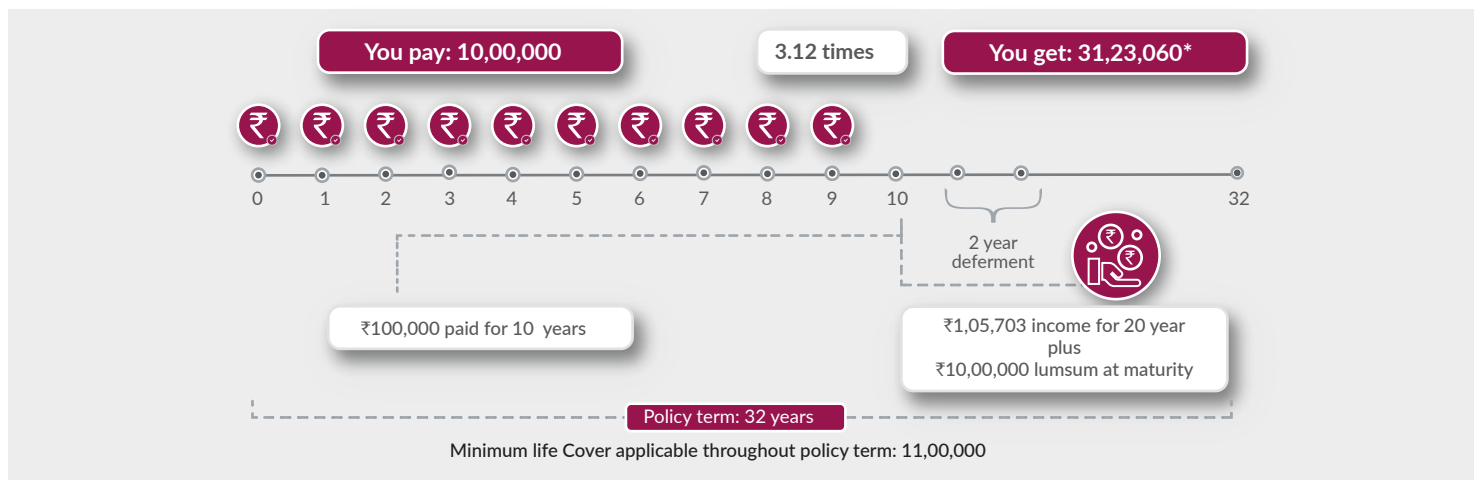 You pay: 10,00,000
3.12 times
You get: 31,23,060*
₹ ₹ ₹ ₹ ₹ ₹ ₹ ₹ ₹ ₹
0 1 2 3 4 5 6 7 8 9 10 32
2 year
deferment
₹
₹
₹100,000 paid for 10 years
₹1,05,703 income for 20 year
plus
₹10,00,000 lumsum at maturity
Policy term: 32 years
Minimum life Cover applicable throughout policy term: 11,00,000